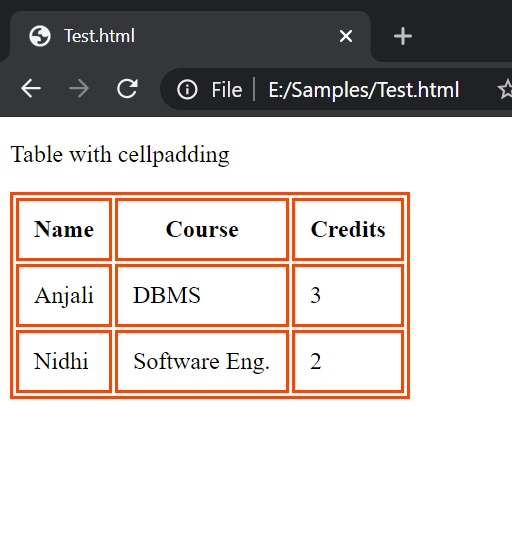 Test.html
File | E:/Samples/Test.html
Table with cellpadding
Name Course Credits
Anjali DBMS 3
Nidhi Software Eng. 2